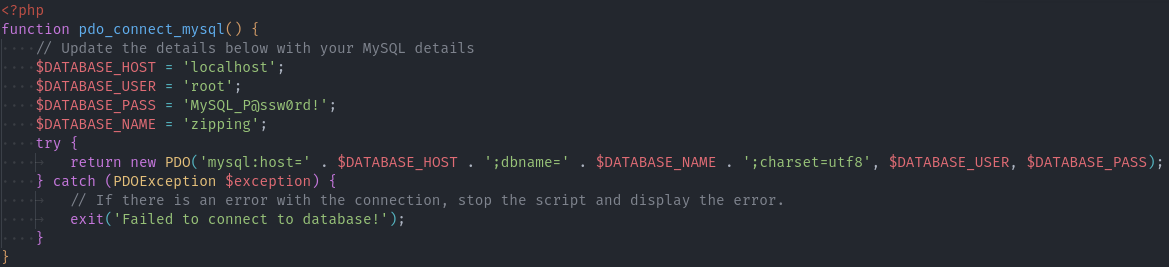 <?php
function pdo_connect_mysql() {
    // Update the details below with your MySQL details
    $DATABASE_HOST = 'localhost';
    $DATABASE_USER = 'root';
    $DATABASE_PASS = 'MySQL_P@ssw0rd!';
    $DATABASE_NAME = 'zipping';
    try {
        return new PDO('mysql:host=' . $DATABASE_HOST . ';dbname=' . $DATABASE_NAME . ';charset=utf8', $DATABASE_USER, $DATABASE_PASS);
    } catch (PDOException $exception) {
        // If there is an error with the connection, stop the script and display the error.
        exit('Failed to connect to database!');
    }
}